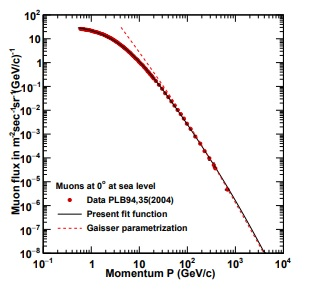 10²
10
1
10⁻¹
10⁻²
10⁻³
10⁻⁴
10⁻⁵
10⁻⁶
10⁻⁷
10⁻⁸
Muon flux in m⁻²sec⁻¹sr⁻¹(GeV/c)⁻¹
Muons at 0° at sea level
Data PLB94,35(2004)
Present fit function
Gaisser parametrization
10⁻¹ 1 10 10² 10³ 10⁴
Momentum P (GeV/c)